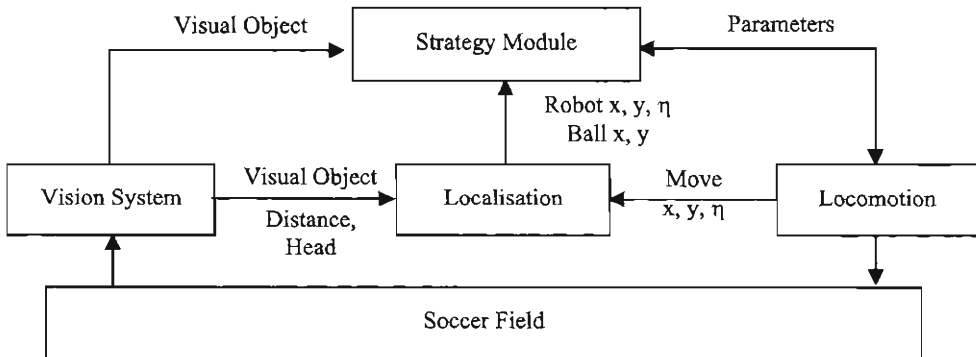 Visual Object
Strategy Module
Parameters
Robot x, y, η
Ball x, y
Vision System
Visual Object
Distance,
Head
Localisation
Move
x, y, η
Locomotion
Soccer Field